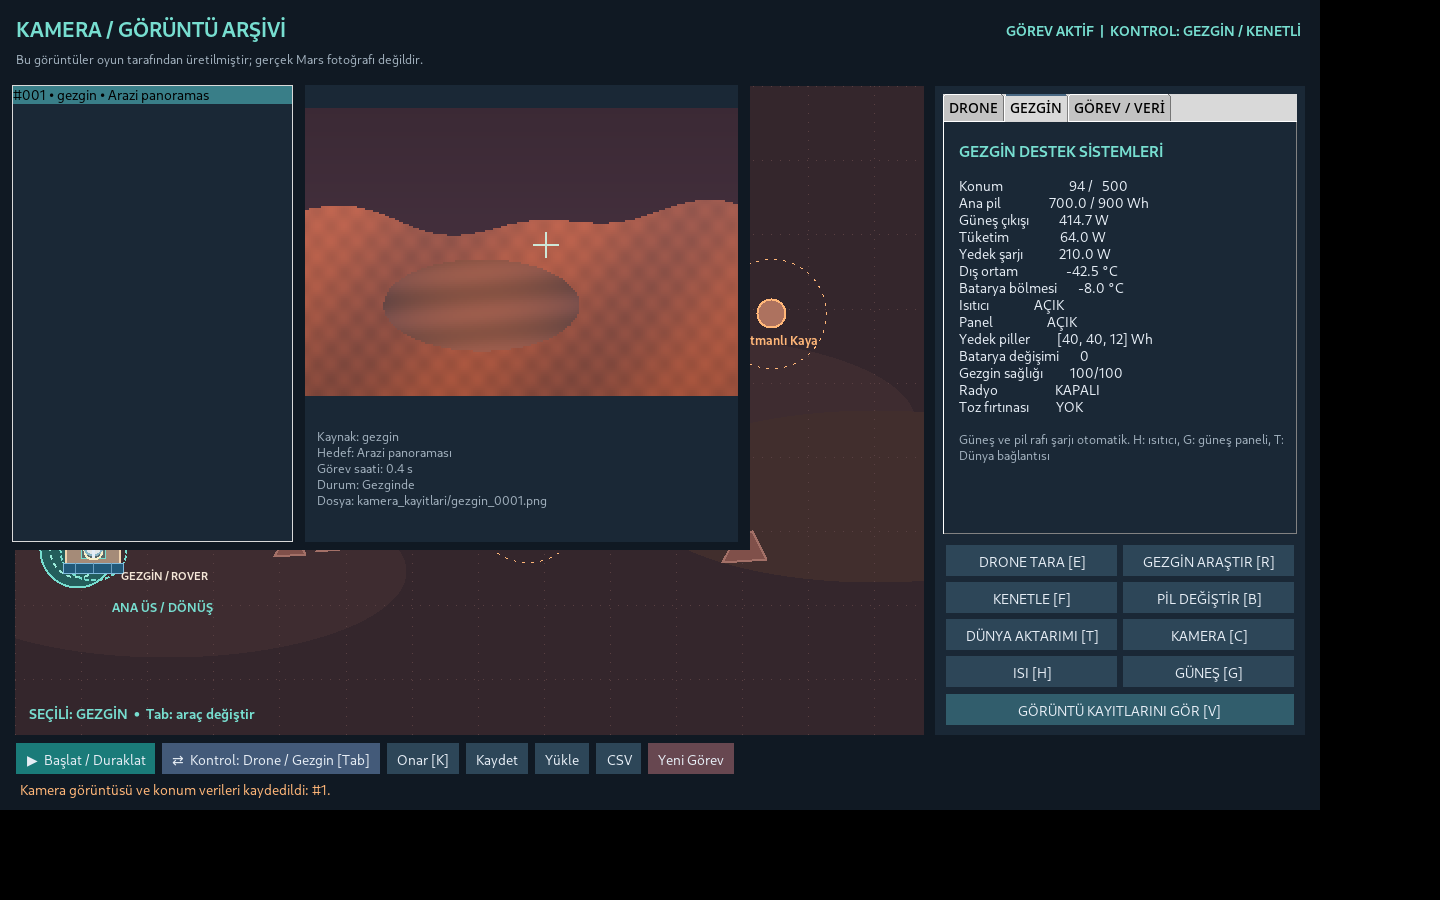 KAMERA / GÖRÜNTÜ ARŞİVİ
GÖREV AKTİF | KONTROL: GEZGİN / KENETLİ
Bu görüntüler oyun tarafından üretilmiştir; gerçek Mars fotoğrafı değildir.
#001 • gezgin • Arazi panoramas
Kaynak: gezgin
Hedef: Arazi panoraması
Görev saati: 0.4 s
Durum: Gezginde
Dosya: kamera_kayitlari/gezgin_0001.png
tmanlı Kaya
GEZGİN / ROVER
ANA ÜS / DÖNÜŞ
SEÇİLİ: GEZGİN • Tab: araç değiştir
DRONE GEZGİN GÖREV / VERİ
GEZGİN DESTEK SİSTEMLERİ
Konum 94 / 500
Ana pil 700.0 / 900 Wh
Güneş çıkışı 414.7 W
Tüketim 64.0 W
Yedek şarjı 210.0 W
Dış ortam -42.5 °C
Batarya bölmesi -8.0 °C
Isıtıcı AÇIK
Panel AÇIK
Yedek piller [40, 40, 12] Wh
Batarya değişimi 0
Gezgin sağlığı 100/100
Radyo KAPALI
Toz fırtınası YOK
Güneş ve pil rafı şarjı otomatik. H: ısıtıcı, G: güneş paneli, T:
Dünya bağlantısı
DRONE TARA [E] GEZGİN ARAŞTIR [R]
KENETLE [F] PİL DEĞİŞTİR [B]
DÜNYA AKTARIMI [T] KAMERA [C]
ISI [H] GÜNEŞ [G]
GÖRÜNTÜ KAYITLARINI GÖR [V]
▶ Başlat / Duraklat ⇄ Kontrol: Drone / Gezgin [Tab] Onar [K] Kaydet Yükle CSV Yeni Görev
Kamera görüntüsü ve konum verileri kaydedildi: #1.